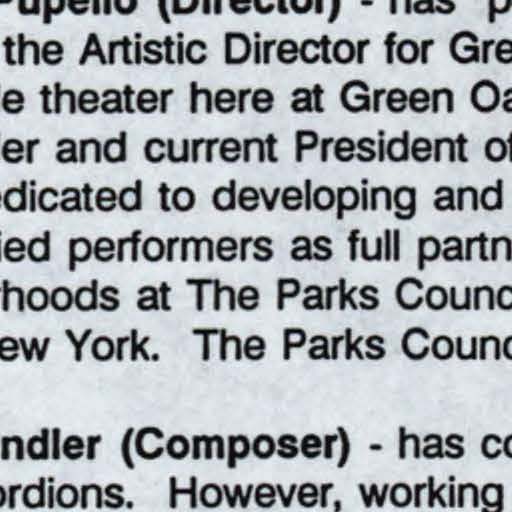 Pupello (Director) - has p
the Artistic Director for Gre
e theater here at Green Oa
er and current President of
edicated to developing and
ied performers as full partn
rhoods at The Parks Counc
ew York. The Parks Counc
ndler (Composer) - has co
ordions. However, working